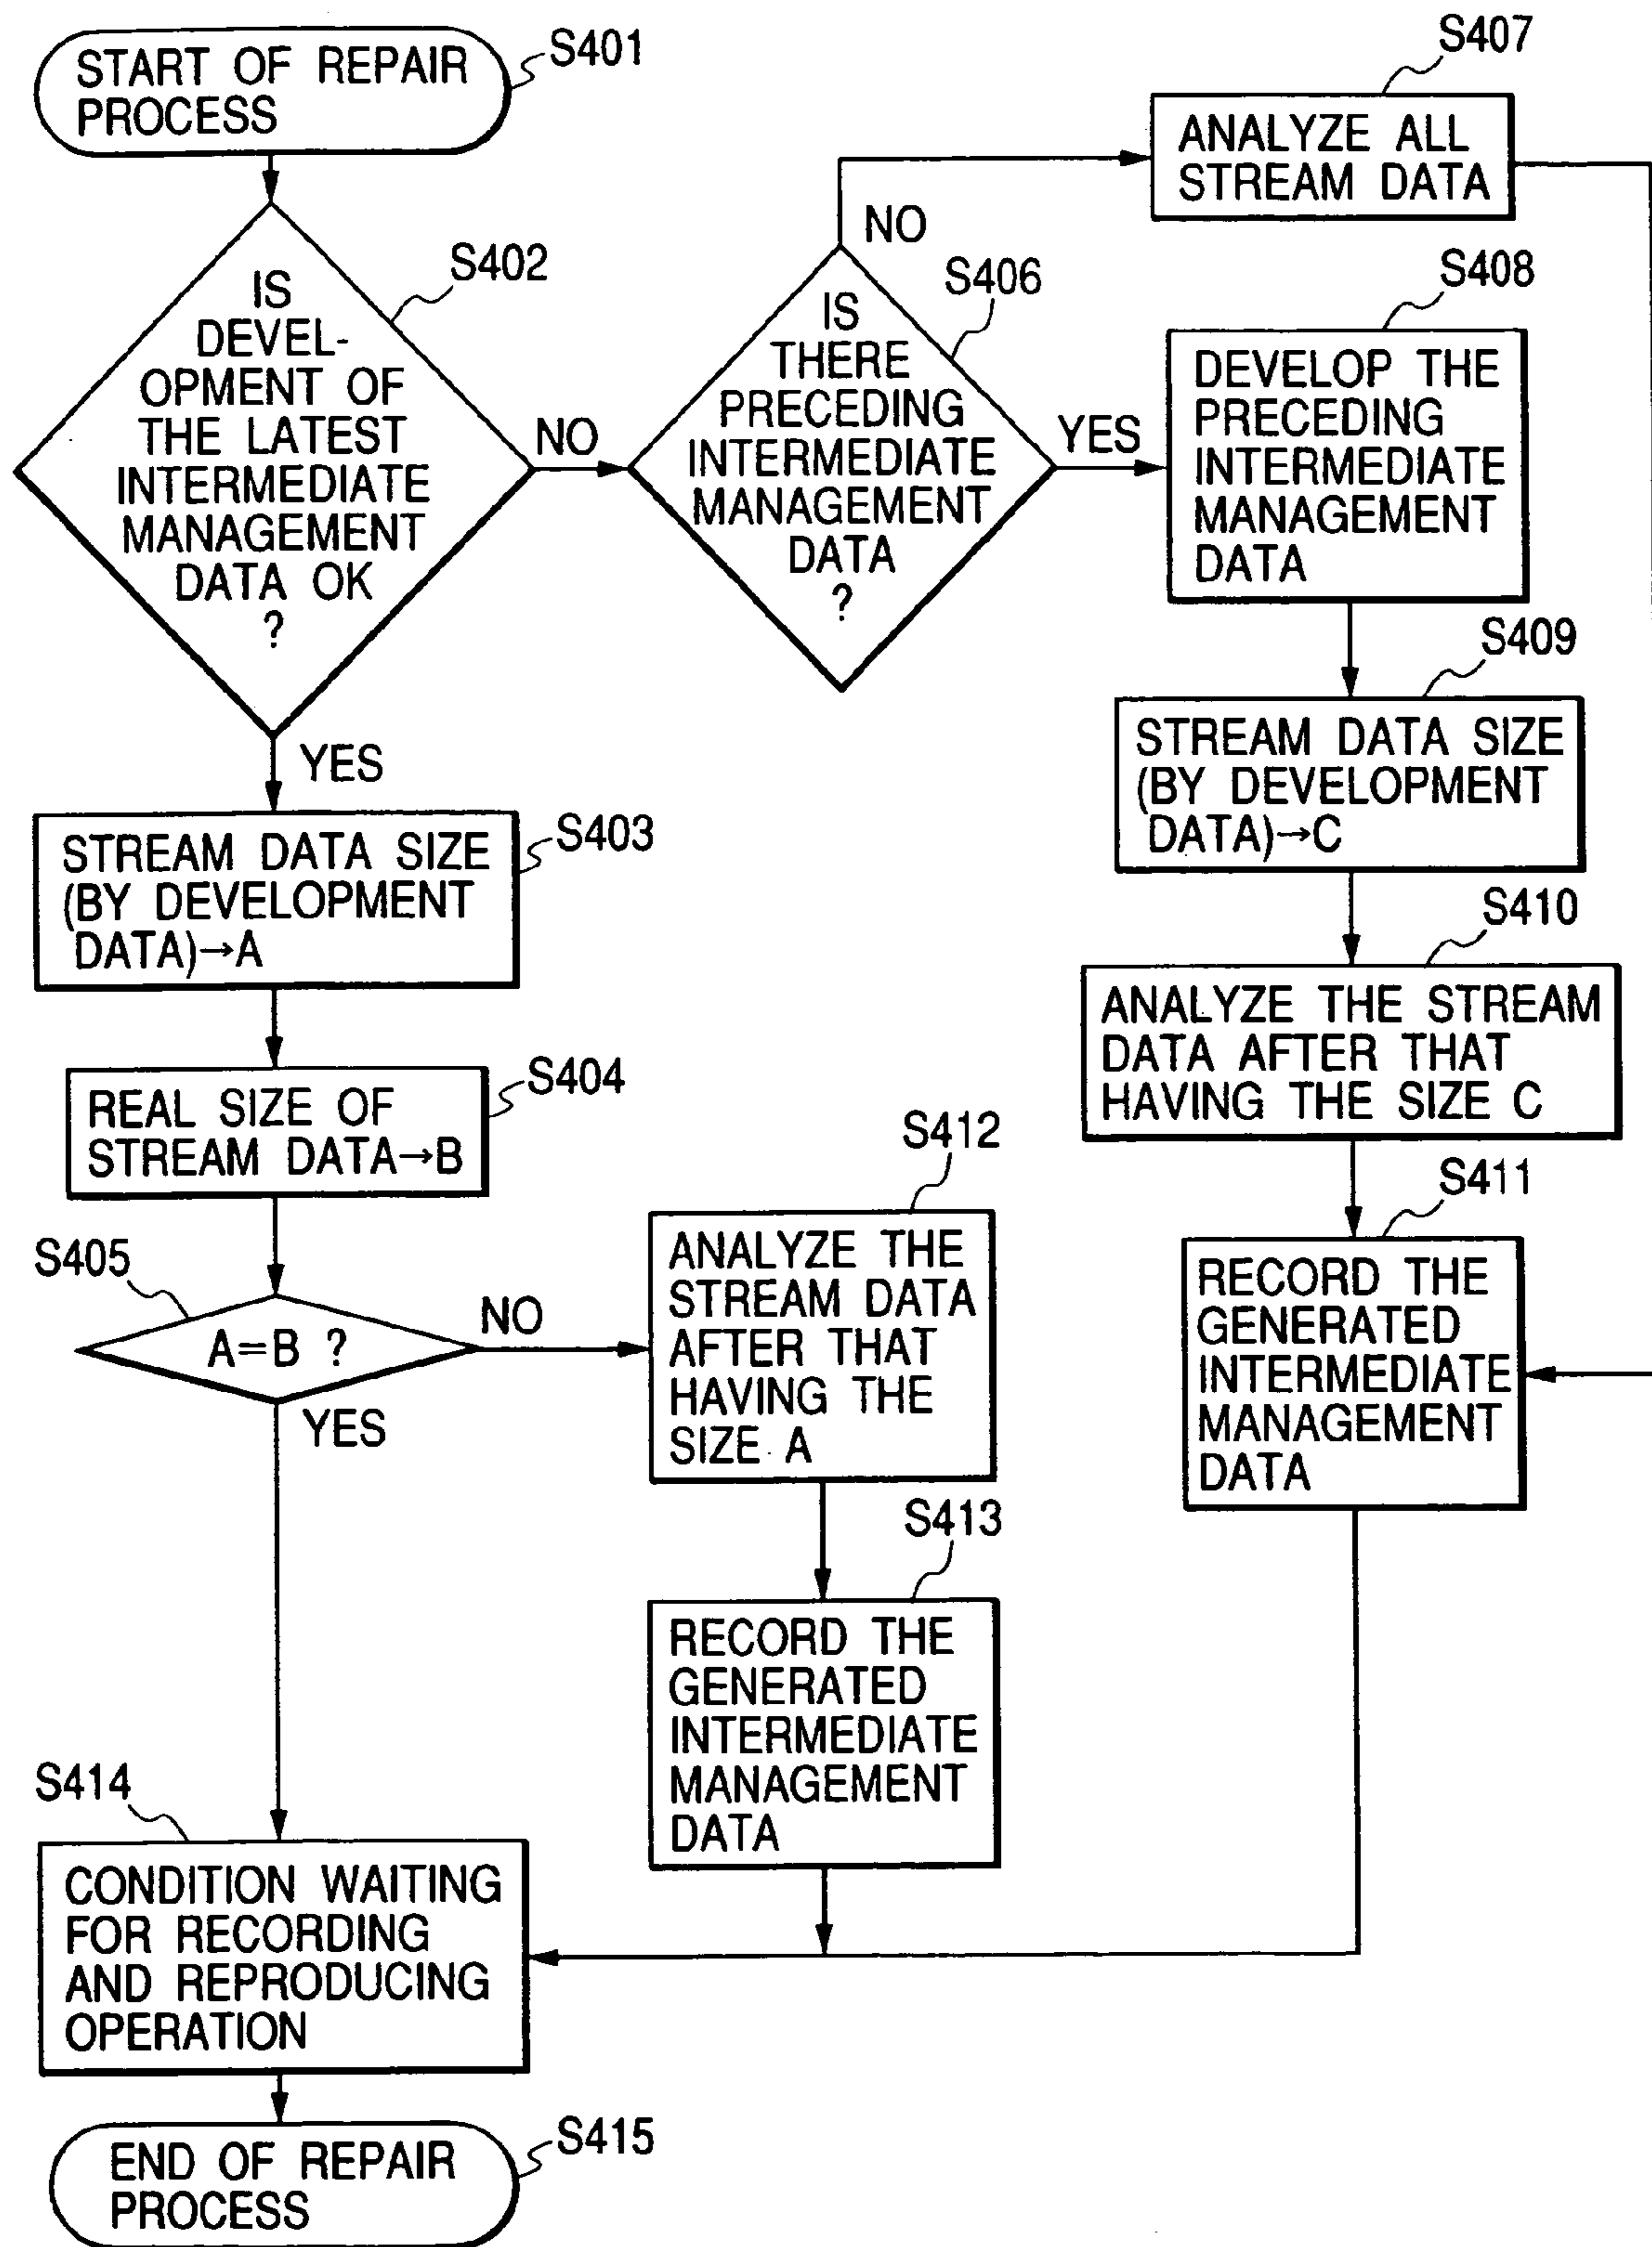 START OF REPAIR
PROCESS
S401
IS
DEVEL-
OPMENT OF
THE LATEST
INTERMEDIATE
MANAGEMENT
DATA OK
?
S402
NO
YES
STREAM DATA SIZE
(BY DEVELOPMENT
DATA)→A
S403
REAL SIZE OF
STREAM DATA→B
S404
S405
A=B ?
NO
YES
IS
THERE
PRECEDING
INTERMEDIATE
MANAGEMENT
DATA
?
S406
NO
YES
S407
ANALYZE ALL
STREAM DATA
S408
DEVELOP THE
PRECEDING
INTERMEDIATE
MANAGEMENT
DATA
S409
STREAM DATA SIZE
(BY DEVELOPMENT
DATA)→C
S410
ANALYZE THE STREAM
DATA AFTER THAT
HAVING THE SIZE C
S411
RECORD THE
GENERATED
INTERMEDIATE
MANAGEMENT
DATA
S412
ANALYZE THE
STREAM DATA
AFTER THAT
HAVING THE
SIZE A
S413
RECORD THE
GENERATED
INTERMEDIATE
MANAGEMENT
DATA
S414
CONDITION WAITING
FOR RECORDING
AND REPRODUCING
OPERATION
END OF REPAIR
PROCESS
S415